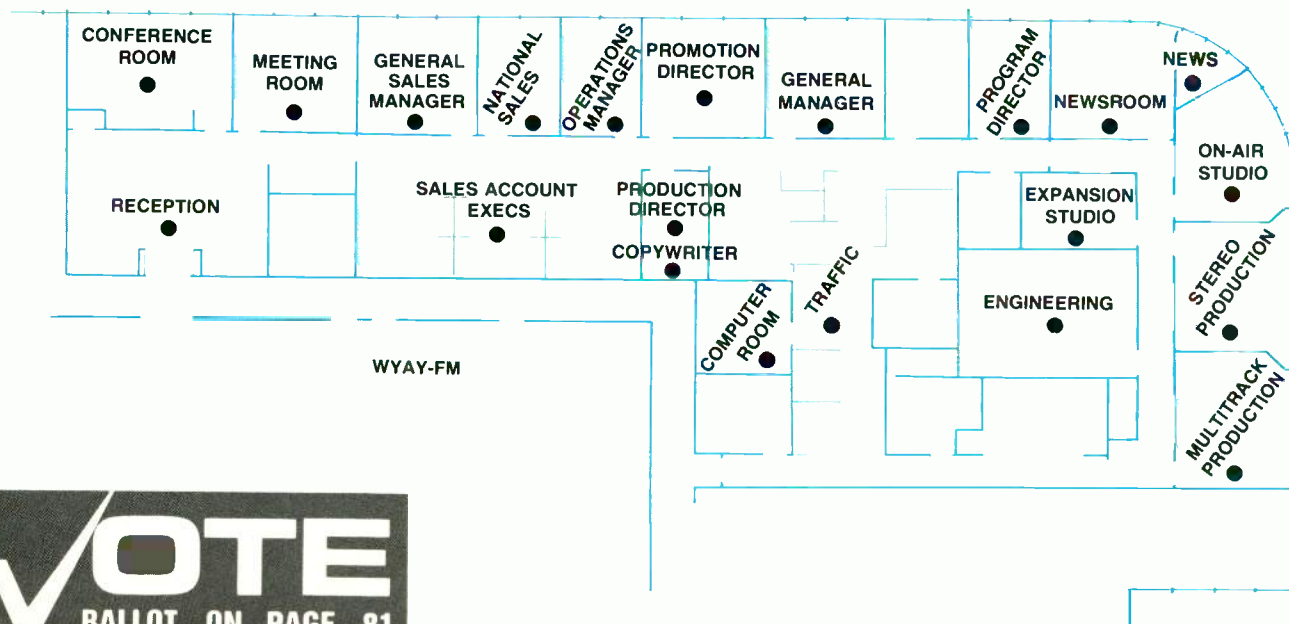 CONFERENCE
ROOM
MEETING
ROOM
GENERAL
SALES
MANAGER
NATIONAL
SALES
OPERATIONS
MANAGER
PROMOTION
DIRECTOR
GENERAL
MANAGER
PROGRAM
DIRECTOR
NEWSROOM
NEWS
ON-AIR
STUDIO
RECEPTION
SALES ACCOUNT
EXECS
PRODUCTION
DIRECTOR
COPYWRITER
EXPANSION
STUDIO
STEREO
PRODUCTION
COMPUTER
ROOM
TRAFFIC
ENGINEERING
MULTITRACK
PRODUCTION
WYAY-FM
VOTE
BALLOT ON PAGE 81